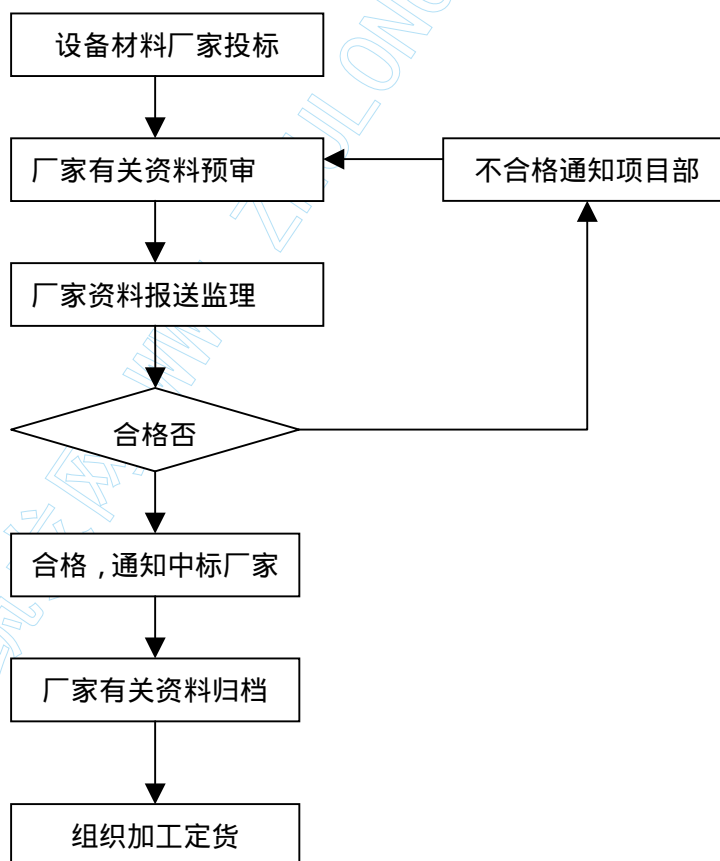 设备材料厂家投标
厂家有关资料预审
不合格通知项目部
厂家资料报送监理
合格否
合格,通知中标厂家
厂家有关资料归档
组织加工定货